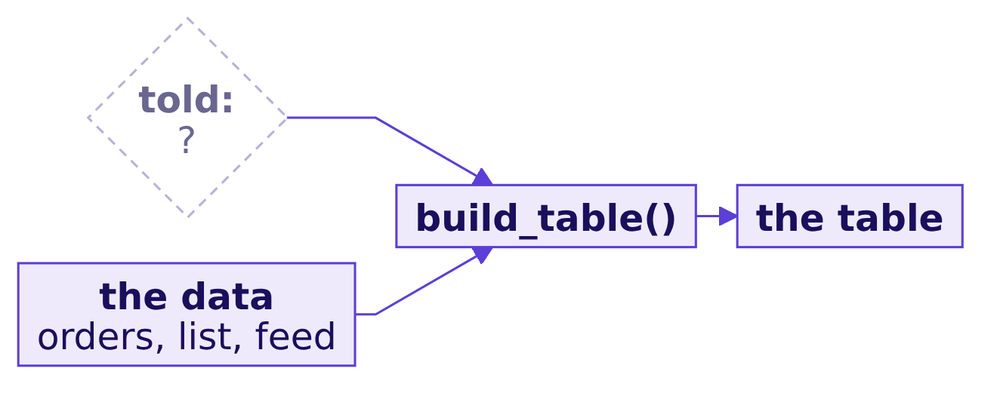 told:
?
build_table()
the table
the data
orders, list, feed